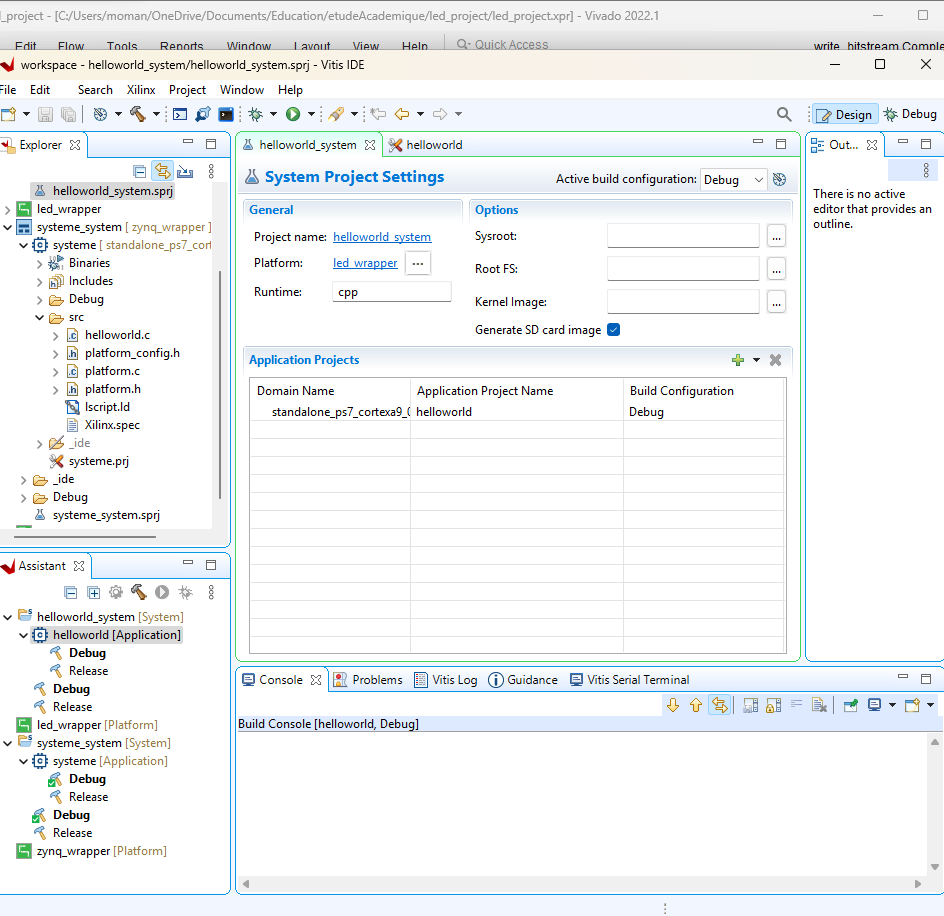 l_project - [C:/Users/moman/OneDrive/Documents/Education/etudeAcademique/led_project/led_project.xpr] - Vivado 2022.1
Edit Flow Tools Reports Window Layout View Help Quick Access write_bitstream Comple
workspace - helloworld_system/helloworld_system.sprj - Vitis IDE
File Edit Search Xilinx Project Window Help
Design Debug
Explorer
helloworld_system.sprj
led_wrapper
systeme_system [ zynq_wrapper ]
systeme [ standalone_ps7_cort
Binaries
Includes
Debug
src
helloworld.c
platform_config.h
platform.c
platform.h
lscript.ld
Xilinx.spec
_ide
systeme.prj
_ide
Debug
systeme_system.sprj
Assistant
helloworld_system [System]
helloworld [Application]
Debug
Release
Debug
Release
led_wrapper [Platform]
systeme_system [System]
systeme [Application]
Debug
Release
Debug
Release
zynq_wrapper [Platform]
helloworld_system helloworld
System Project Settings
Active build configuration: Debug
General
Project name: helloworld_system
Platform: led_wrapper ...
Runtime: cpp
Options
Sysroot: ...
Root FS: ...
Kernel Image: ...
Generate SD card image
Application Projects
Domain Name Application Project Name Build Configuration
standalone_ps7_cortexa9_0 helloworld Debug
Out...
There is no active
editor that provides an
outline.
Console Problems Vitis Log Guidance Vitis Serial Terminal
Build Console [helloworld, Debug]